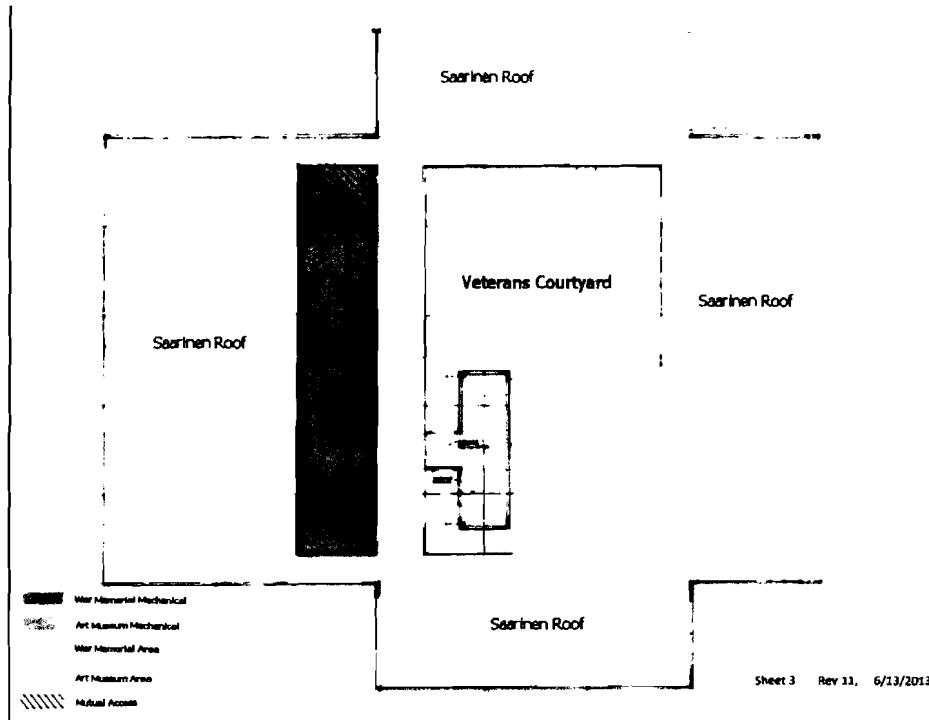 Saarinen Roof
Veterans Courtyard
Saarinen Roof
Saarinen Roof
Saarinen Roof
War Memorial Mechanical
Art Museum Mechanical
War Memorial Area
Art Museum Area
Mutual Access
Sheet 3 Rev 11, 6/13/2013